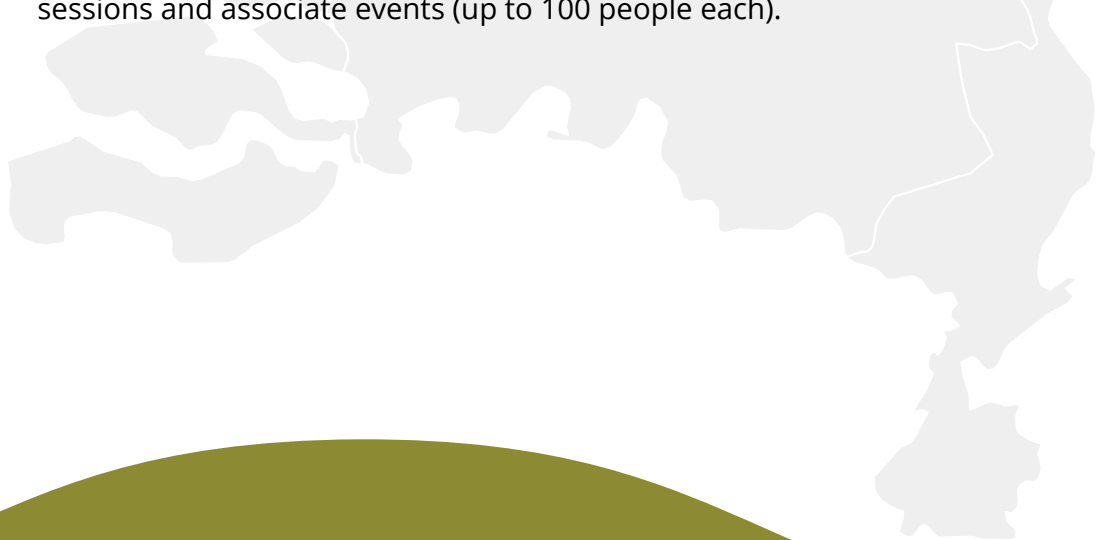 sessions and associate events (up to 100 people each).